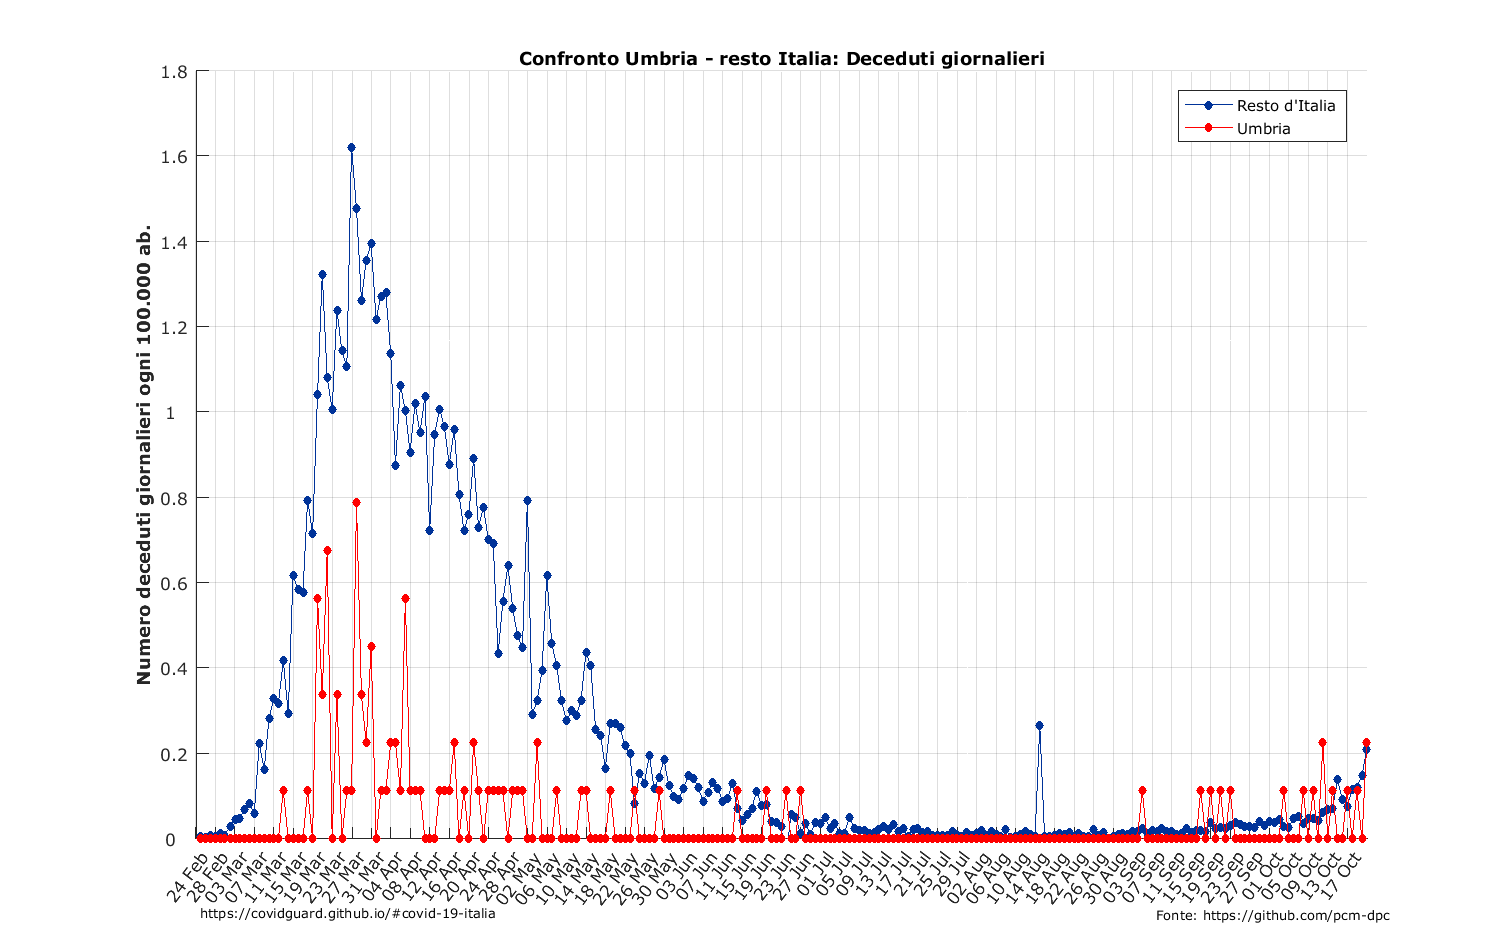 Confronto Umbria - resto Italia: Deceduti giornalieri
Resto d'Italia
Umbria
Numero deceduti giornalieri ogni 100.000 ab.
1.8
1.6
1.4
1.2
1
0.8
0.6
0.4
0.2
0
24 Feb
28 Feb
03 Mar
07 Mar
11 Mar
15 Mar
19 Mar
23 Mar
27 Mar
31 Mar
04 Apr
08 Apr
12 Apr
16 Apr
20 Apr
24 Apr
28 Apr
02 May
06 May
10 May
14 May
18 May
22 May
26 May
30 May
03 Jun
07 Jun
11 Jun
15 Jun
19 Jun
23 Jun
27 Jun
01 Jul
05 Jul
09 Jul
13 Jul
17 Jul
21 Jul
25 Jul
29 Jul
02 Aug
06 Aug
10 Aug
14 Aug
18 Aug
22 Aug
26 Aug
30 Aug
03 Sep
07 Sep
11 Sep
15 Sep
19 Sep
23 Sep
27 Sep
01 Oct
05 Oct
09 Oct
13 Oct
17 Oct
https://covidguard.github.io/#covid-19-italia
Fonte: https://github.com/pcm-dpc